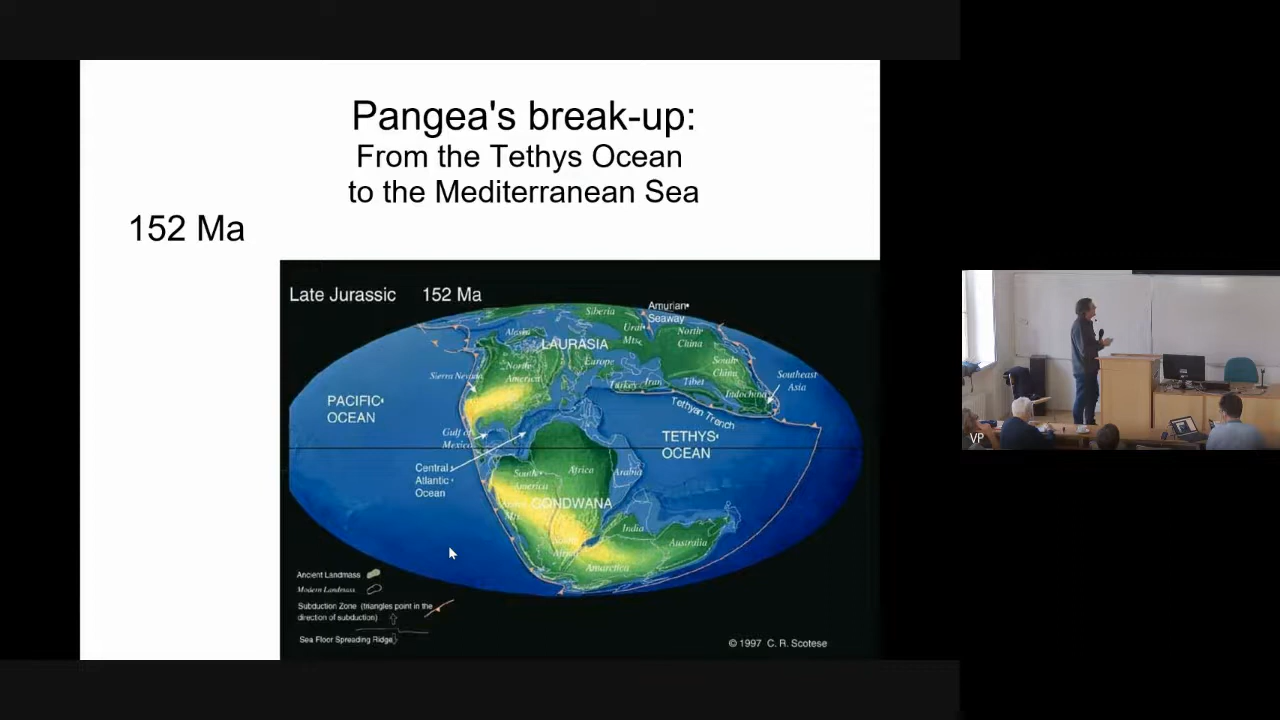 Pangea's break-up:
From the Tethys Ocean
to the Mediterranean Sea
152 Ma
Late Jurassic 152 Ma
Amurian
Seaway
Siberia
Alaska
Ural
Mts
North
China
LAURASIA
Europe
North
America
Sierra Nevada
Turkey
Iran
Tibet
South
China
Indochina
Southeast
Asia
PACIFIC
OCEAN
Tethyan Trench
TETHYS
OCEAN
Gulf of
Mexico
Central
Atlantic
Ocean
South
America
Africa
Arabia
GONDWANA
India
Australia
Antarctica
Ancient Landmass
Modern Landmass
Subduction Zone (triangles point in the
direction of subduction)
Sea Floor Spreading Ridge
© 1997 C. R. Scotese
VP